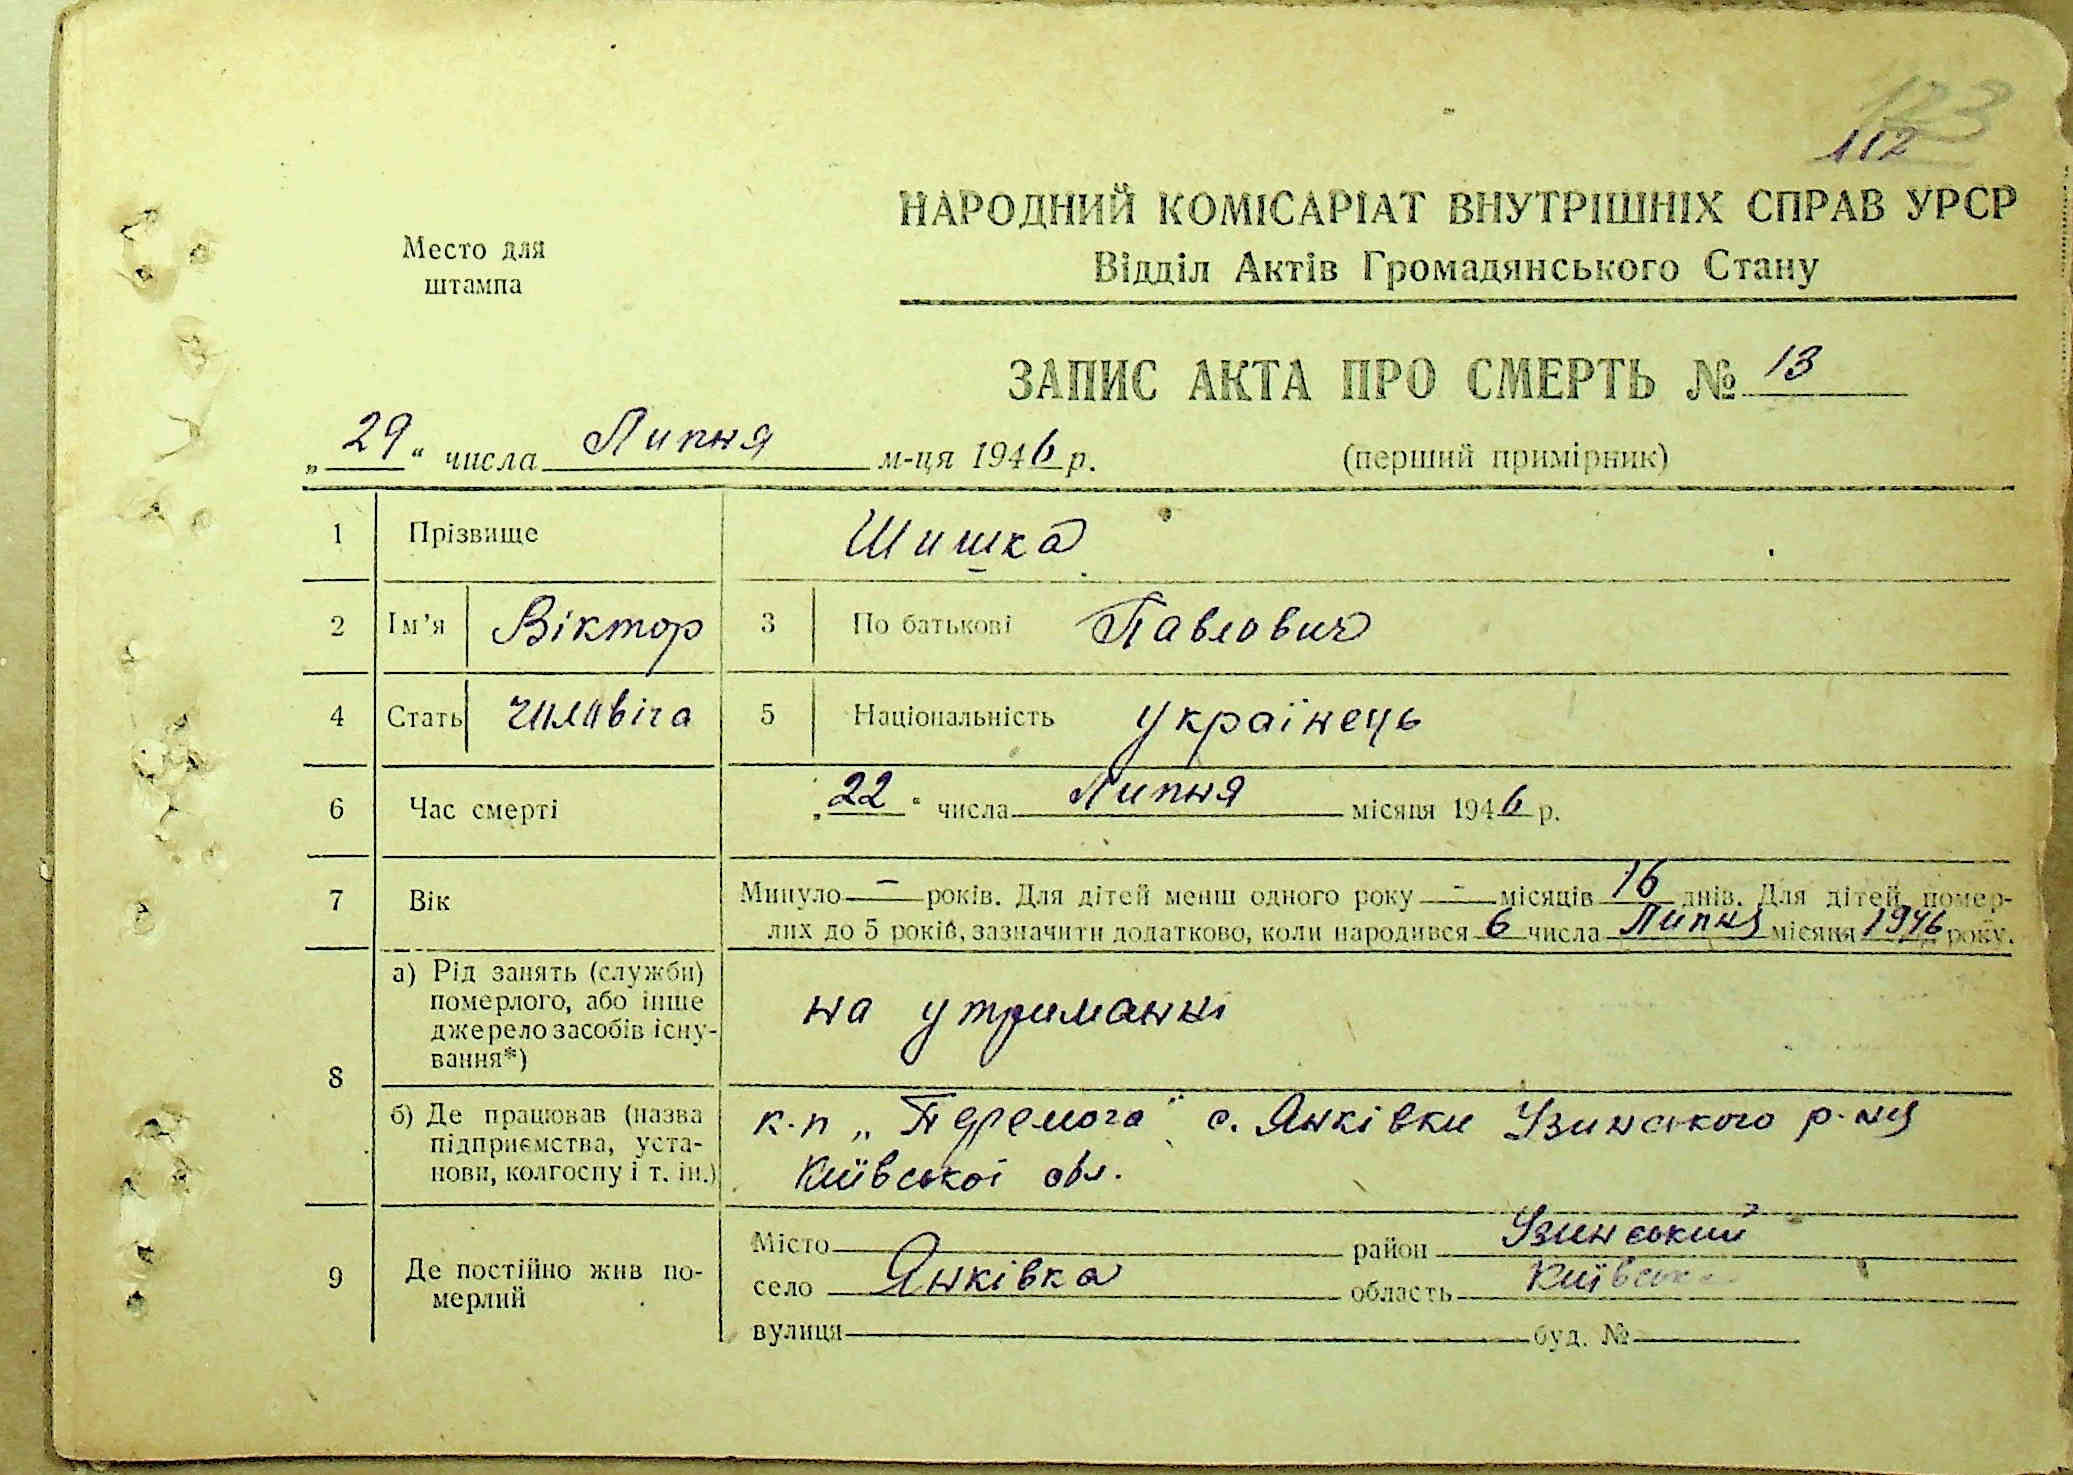 123
112
Место для
штампа
НАРОДНИЙ КОМІСАРІАТ ВНУТРІШНІХ СПРАВ УРСР
Відділ Актів Громадянського Стану
ЗАПИС АКТА ПРО СМЕРТЬ № 13
„29“ числа Липня м-ця 1946 р. (перший примірник)
1 Прізвище Шишка
2 Ім’я Віктор 3 По батькові Павлович
4 Стать чиловіча 5 Національність українець
6 Час смерті „22“ числа Липня місяця 1946 р.
7 Вік Минуло — років. Для дітей менш одного року - місяців 16 днів. Для дітей, помер-
лих до 5 років, зазначити додатково, коли народився 6 числа Липня місяця 1946 року.
8 а) Рід занять (служби)
померлого, або інше
джерело засобів існу-
вання*)
на утриманні
б) Де працював (назва
підприємства, уста-
нови, колгоспу і т. ін.)
к-п „Перемога" с. Янківки Узинського р-ну
Київської обл.
9 Де постійно жив по-
мерлий
Місто район Узинський
село Янківка область Київськ
вулиця буд. №